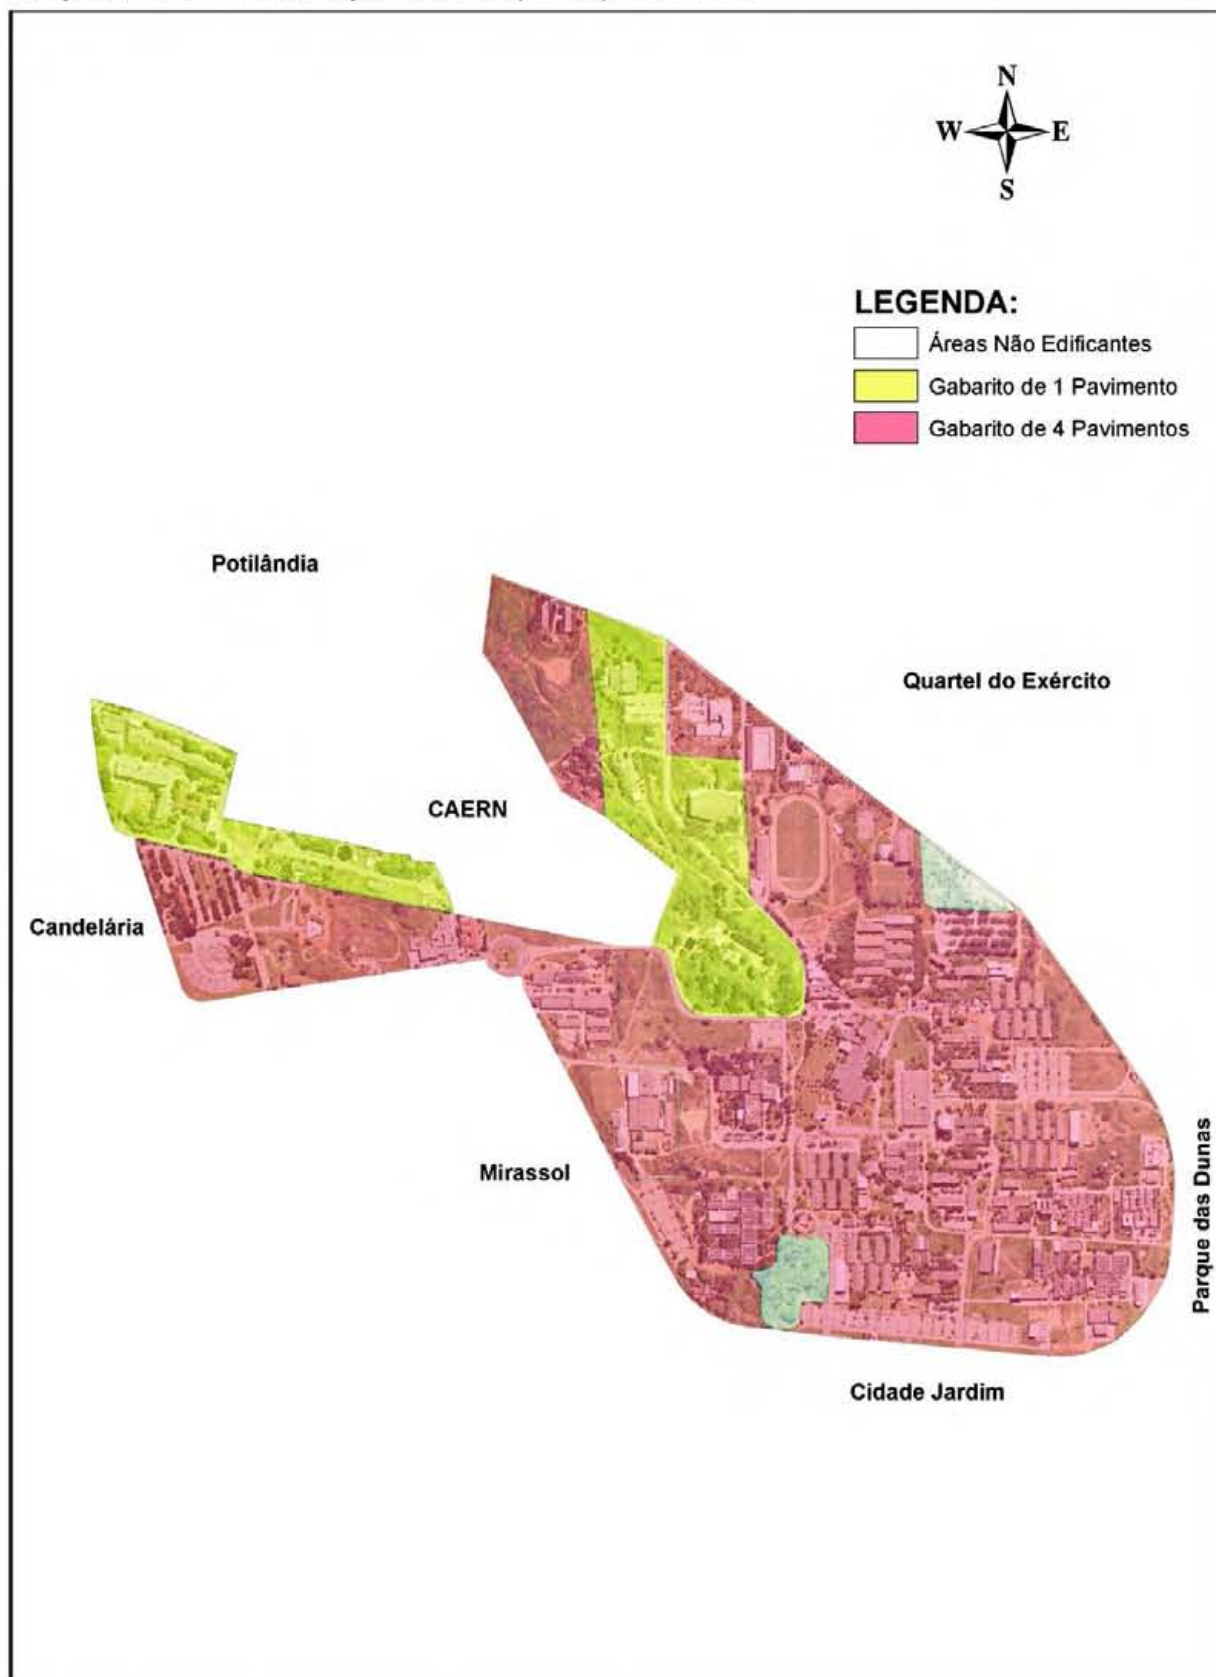 N
W E
S
LEGENDA:
Áreas Não Edificantes
Gabarito de 1 Pavimento
Gabarito de 4 Pavimentos
Potilândia
Quartel do Exército
CAERN
Candelária
Mirassol
Parque das Dunas
Cidade Jardim